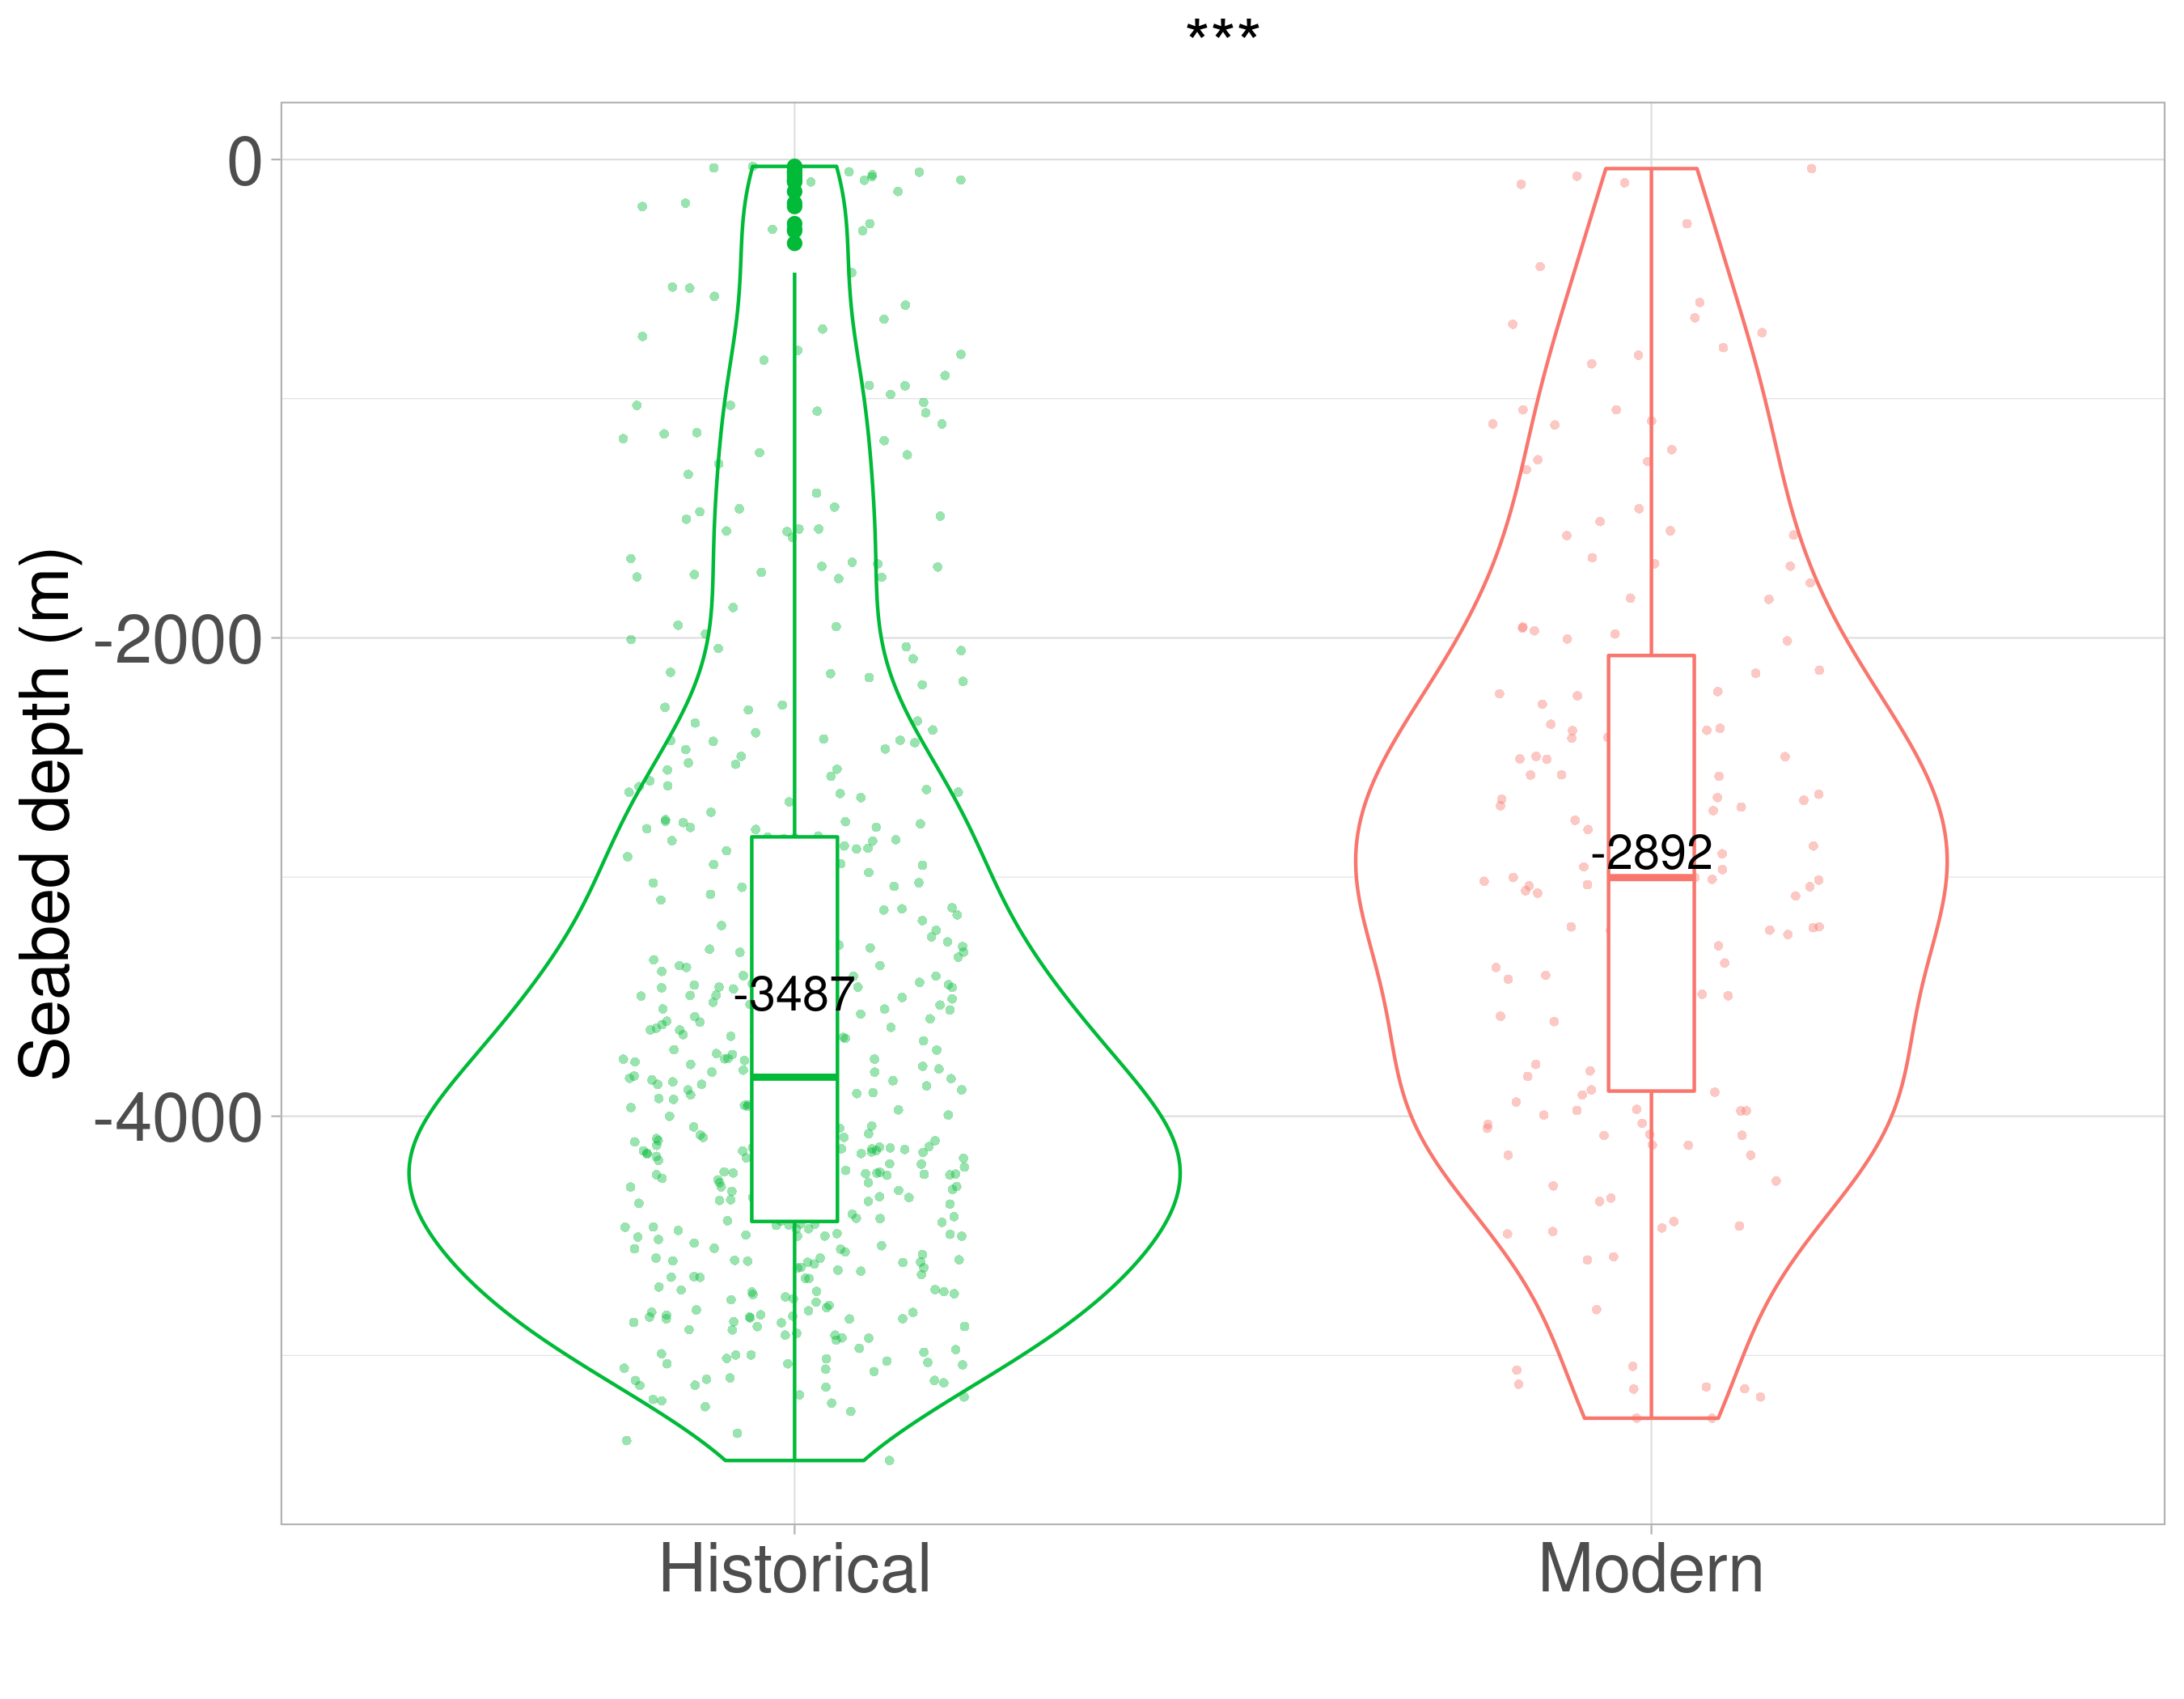 ***
Seabed depth (m)
0
-2000
-4000
-2892
-3487
Historical
Modern